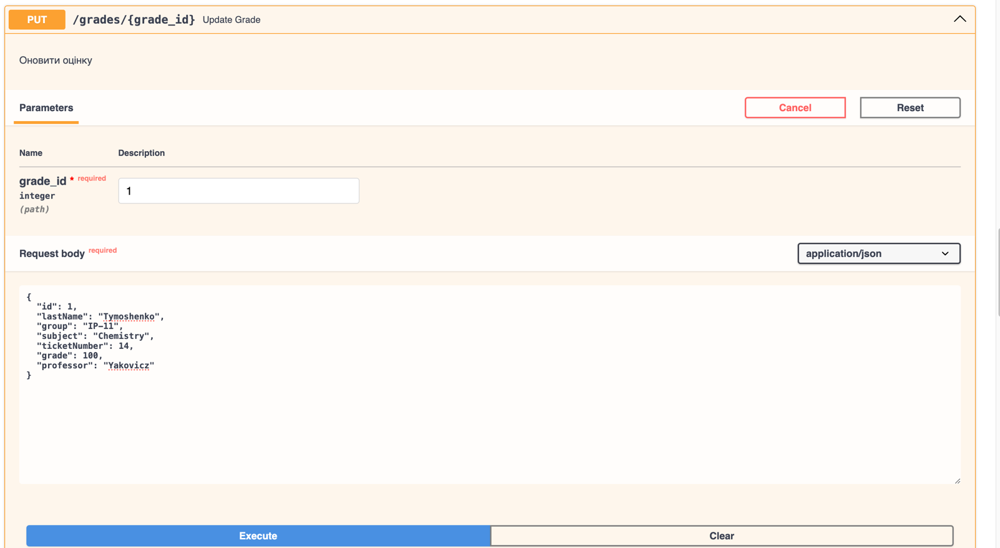 PUT /grades/{grade_id} Update Grade
Оновити оцінку
Parameters Cancel Reset
Name Description
grade_id * required
integer
(path)
1
Request body required application/json
{
  "id": 1,
  "lastName": "Tymoshenko",
  "group": "IP-11",
  "subject": "Chemistry",
  "ticketNumber": 14,
  "grade": 100,
  "professor": "Yakovicz"
}
Execute Clear